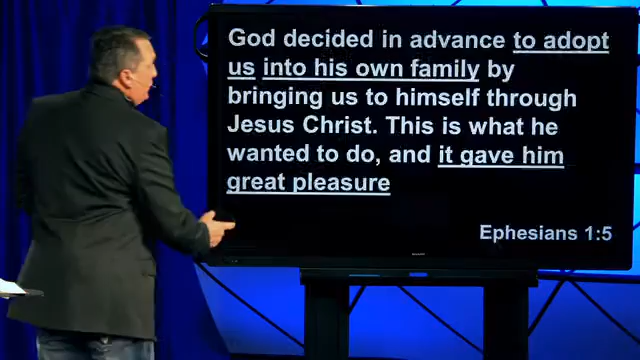 God decided in advance to adopt
us into his own family by
bringing us to himself through
Jesus Christ. This is what he
wanted to do, and it gave him
great pleasure
Ephesians 1:5